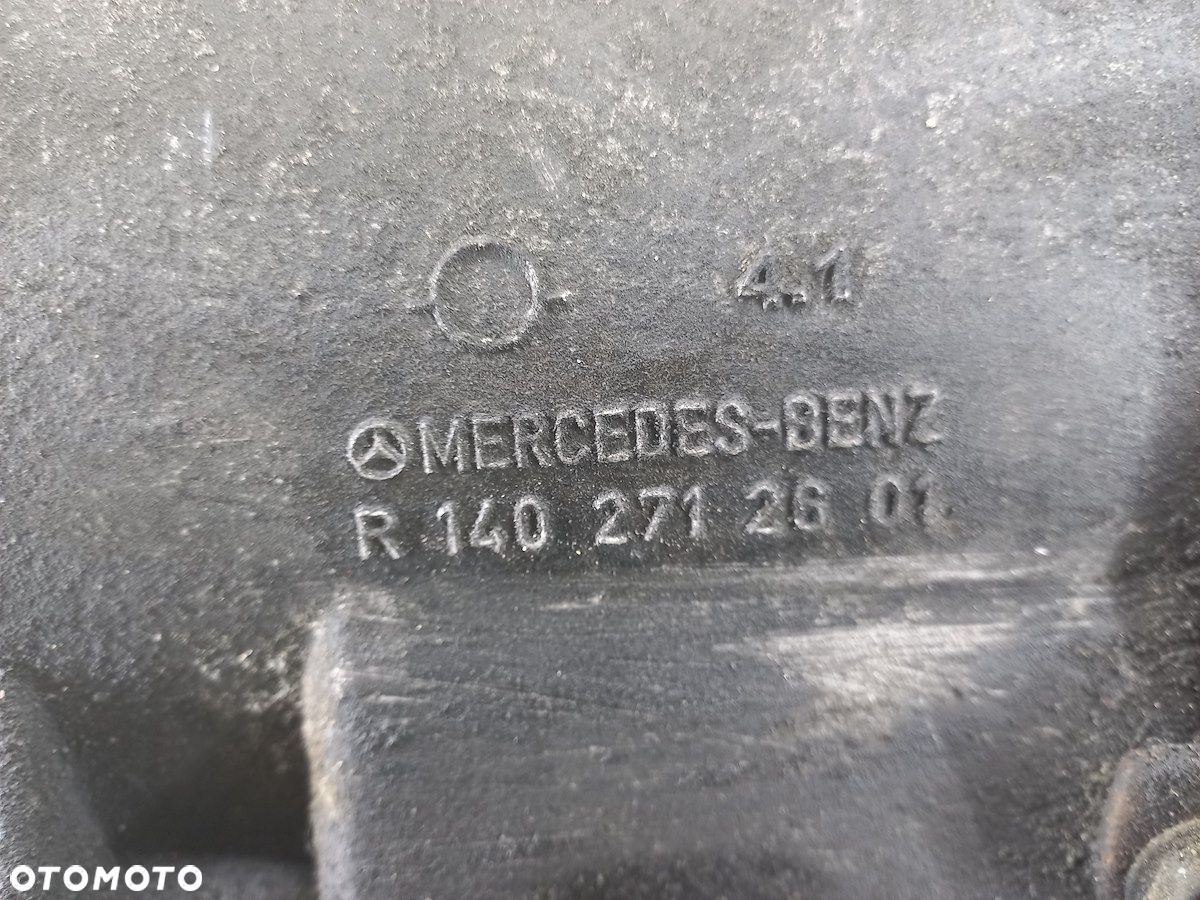 4.1
MERCEDES-BENZ
R 140 271 26 01
OTOMOTO